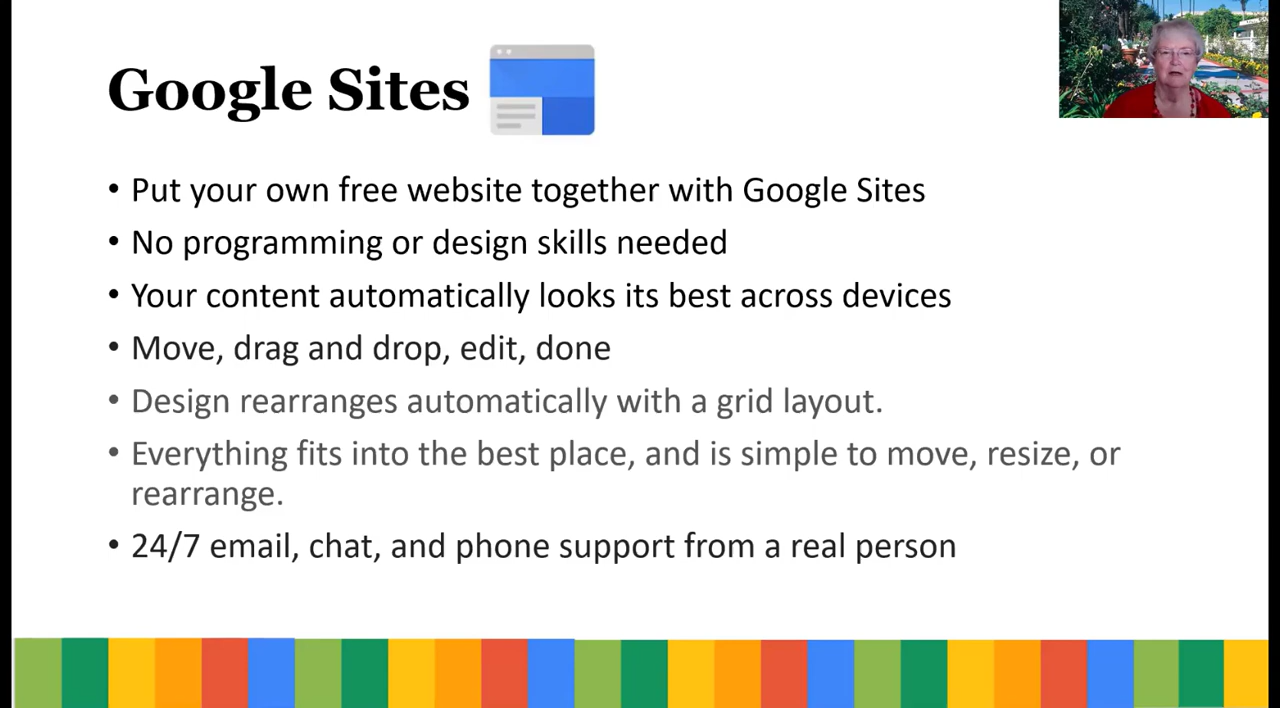 Google Sites
• Put your own free website together with Google Sites
• No programming or design skills needed
• Your content automatically looks its best across devices
• Move, drag and drop, edit, done
• Design rearranges automatically with a grid layout.
• Everything fits into the best place, and is simple to move, resize, or
rearrange.
• 24/7 email, chat, and phone support from a real person